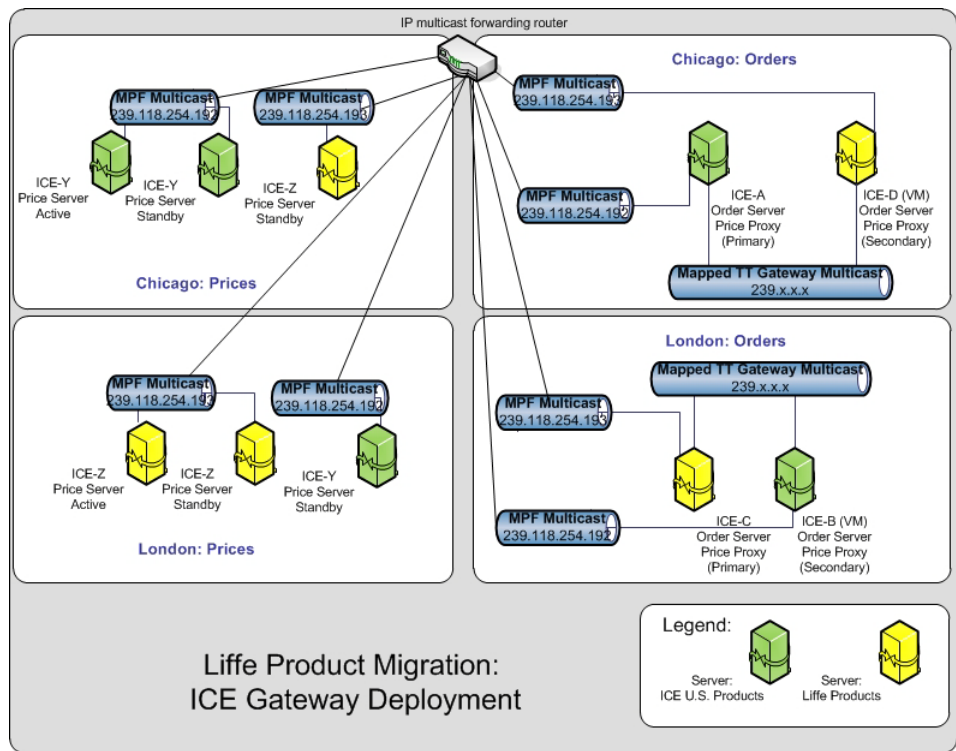 IP multicast forwarding router
MPF Multicast
239.118.254.192
MPF Multicast
239.118.254.193
ICE-Y
Price Server
Active
ICE-Y
Price Server
Standby
ICE-Z
Price Server
Standby
Chicago: Prices
Chicago: Orders
MPF Multicast
239.118.254.193
MPF Multicast
239.118.254.192
ICE-A
Order Server
Price Proxy
(Primary)
ICE-D (VM)
Order Server
Price Proxy
(Secondary)
Mapped TT Gateway Multicast
239.x.x.x
MPF Multicast
239.118.254.193
MPF Multicast
239.118.254.192
ICE-Z
Price Server
Active
ICE-Z
Price Server
Standby
ICE-Y
Price Server
Standby
London: Prices
London: Orders
Mapped TT Gateway Multicast
239.x.x.x
MPF Multicast
239.118.254.193
MPF Multicast
239.118.254.192
ICE-C
Order Server
Price Proxy
(Primary)
ICE-B (VM)
Order Server
Price Proxy
(Secondary)
Liffe Product Migration:
ICE Gateway Deployment
Legend:
Server:
ICE U.S. Products
Server:
Liffe Products